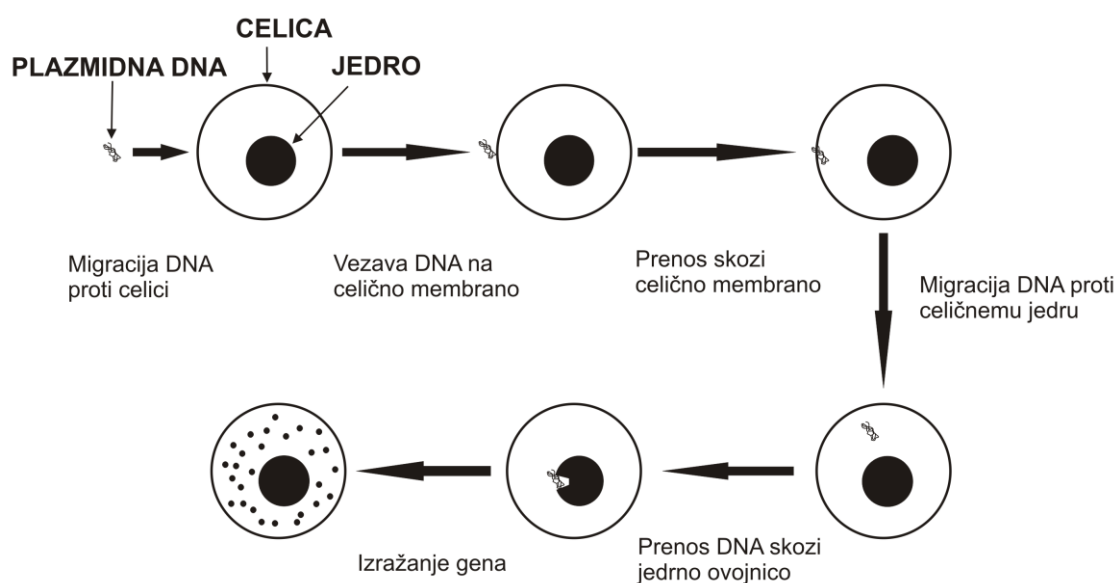 CELICA
PLAZMIDNA DNA
JEDRO
Migracija DNA
proti celici
Vezava DNA na
celično membrano
Prenos skozi
celično membrano
Migracija DNA proti
celičnemu jedru
Izražanje gena
Prenos DNA skozi
jedrno ovojnico